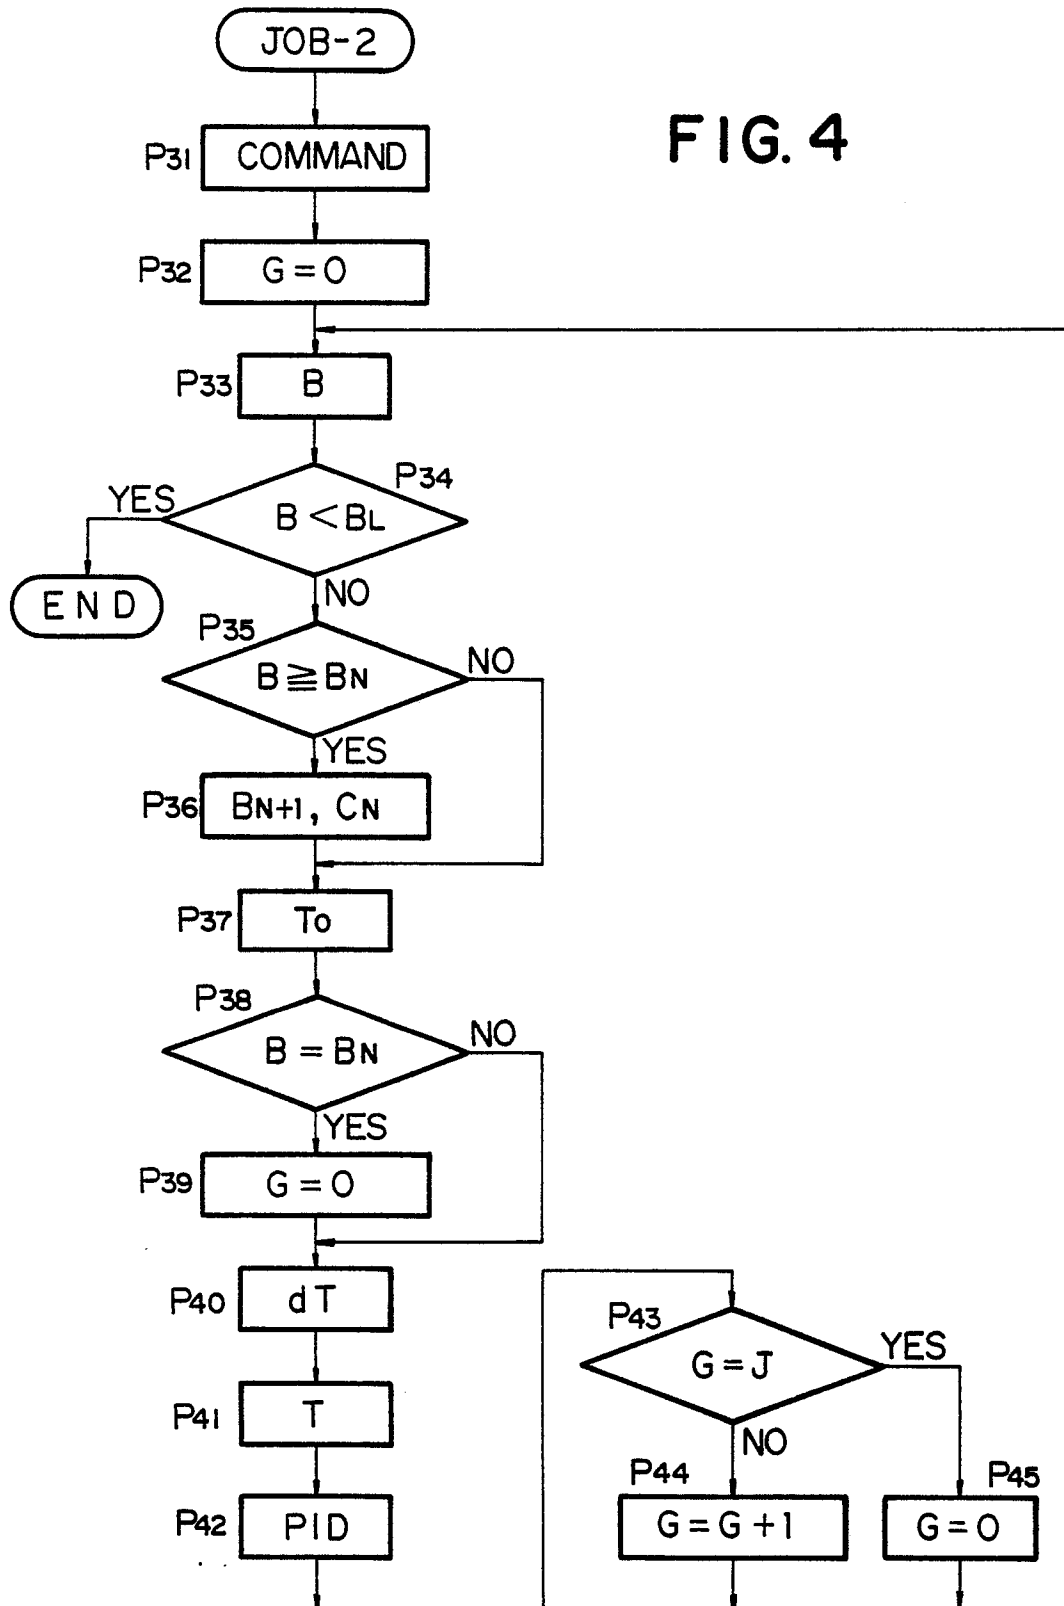 JOB-2
FIG. 4
P31 COMMAND
P32 G = 0
P33 B
P34
YES B < BL
NO
END
P35
B ≧ BN NO
YES
P36 BN+1, CN
P37 To
P38
B = BN NO
YES
P39 G = 0
P40 dT
P43
G = J YES
NO
P41 T
P44 P45
P42 PID G = G + 1 G = 0